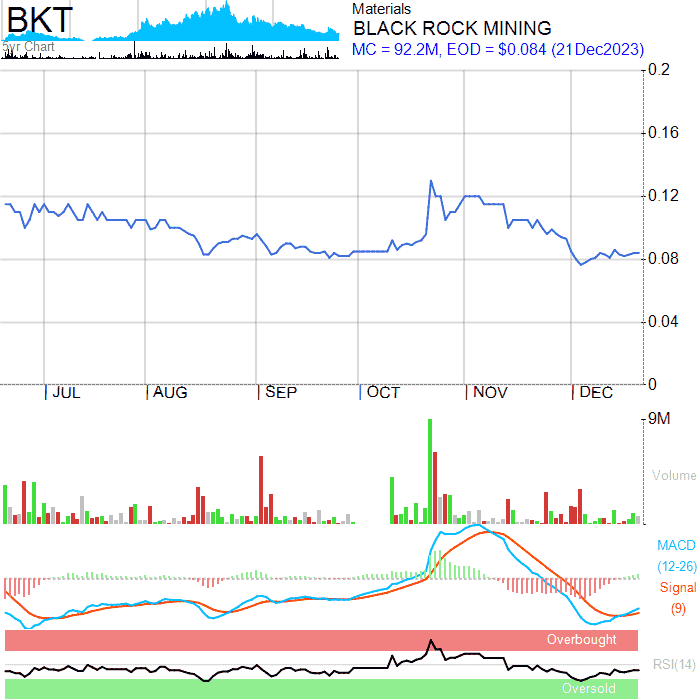 BKT
5yr Chart
Materials
BLACK ROCK MINING
MC = 92.2M, EOD = $0.084 (21Dec2023)
0.2
0.16
0.12
0.08
0.04
0
JUL AUG SEP OCT NOV DEC
9M
Volume
MACD
(12-26)
Signal
(9)
Overbought
RSI(14)
Oversold